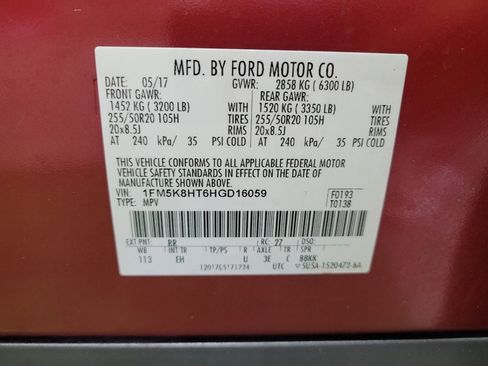 MFD. BY FORD MOTOR CO.
DATE: 05/17 GVWR: 2858 KG ( 6300 LB)
FRONT GAWR: REAR GAWR:
1452 KG ( 3200 LB) WITH 1520 KG ( 3350 LB) WITH
255/50R20 105H TIRES 255/50R20 105H TIRES
20x8.5J RIMS 20x8.5J RIMS
AT 240 kPa/ 35 PSI COLD AT 240 kPa/ 35 PSI COLD
THIS VEHICLE CONFORMS TO ALL APPLICABLE FEDERAL MOTOR
VEHICLE SAFETY STANDARDS IN EFFECT ON THE DATE OF
MANUFACTURE SHOWN ABOVE.
VIN: 1FM5K8HT6HGD16059 F0193
TYPE: MPV T0138
EXT PNT: RR RC: 27 DSO:
WB INT TR TP/PS R AXLE TR SPR
113 EH U 3E C BBKK
UTC